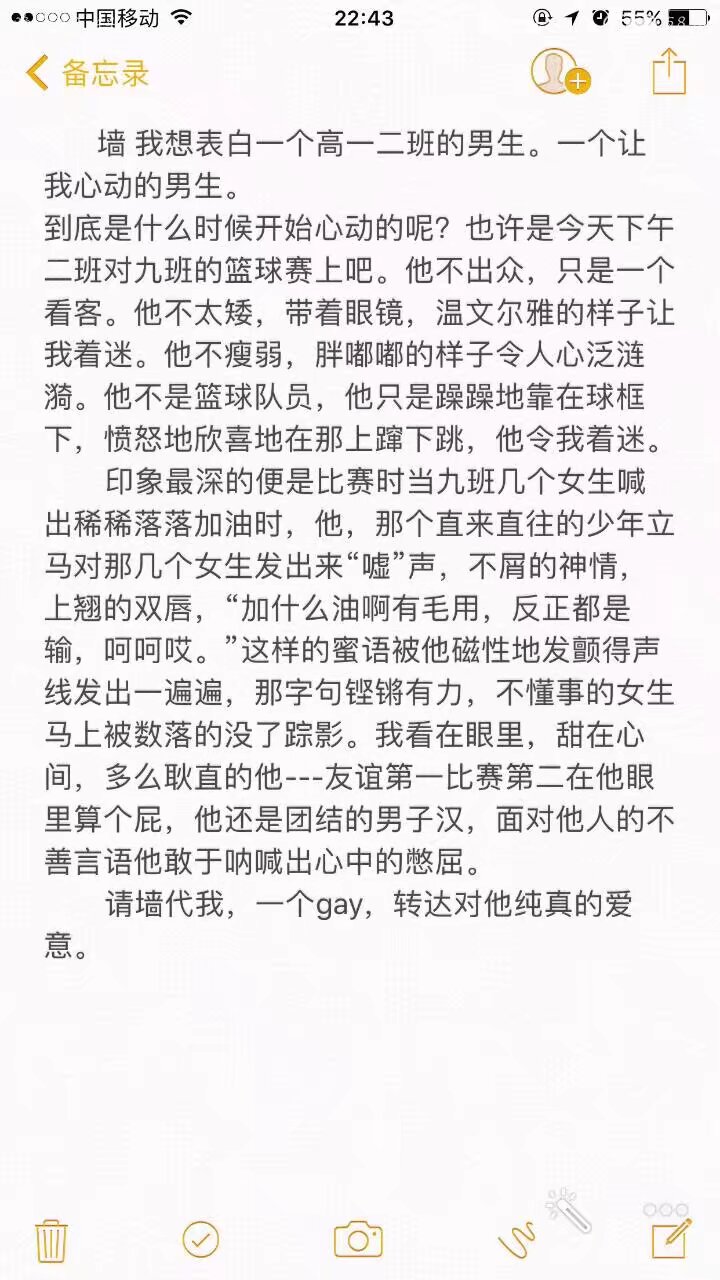 中国移动 22:43 55%
备忘录
墙 我想表白一个高一二班的男生。一个让
我心动的男生。
到底是什么时候开始心动的呢？也许是今天下午
二班对九班的篮球赛上吧。他不出众，只是一个
看客。他不太矮，带着眼镜，温文尔雅的样子让
我着迷。他不瘦弱，胖嘟嘟的样子令人心泛涟
漪。他不是篮球队员，他只是躁躁地靠在球框
下，愤怒地欣喜地在那上蹿下跳，他令我着迷。
印象最深的便是比赛时当九班几个女生喊
出稀稀落落加油时，他，那个直来直往的少年立
马对那几个女生发出来“嘘”声，不屑的神情，
上翘的双唇，“加什么油啊有毛用，反正都是
输，呵呵哎。”这样的蜜语被他磁性地发颤得声
线发出一遍遍，那字句铿锵有力，不懂事的女生
马上被数落的没了踪影。我看在眼里，甜在心
间，多么耿直的他---友谊第一比赛第二在他眼
里算个屁，他还是团结的男子汉，面对他人的不
善言语他敢于呐喊出心中的憋屈。
请墙代我，一个gay，转达对他纯真的爱
意。